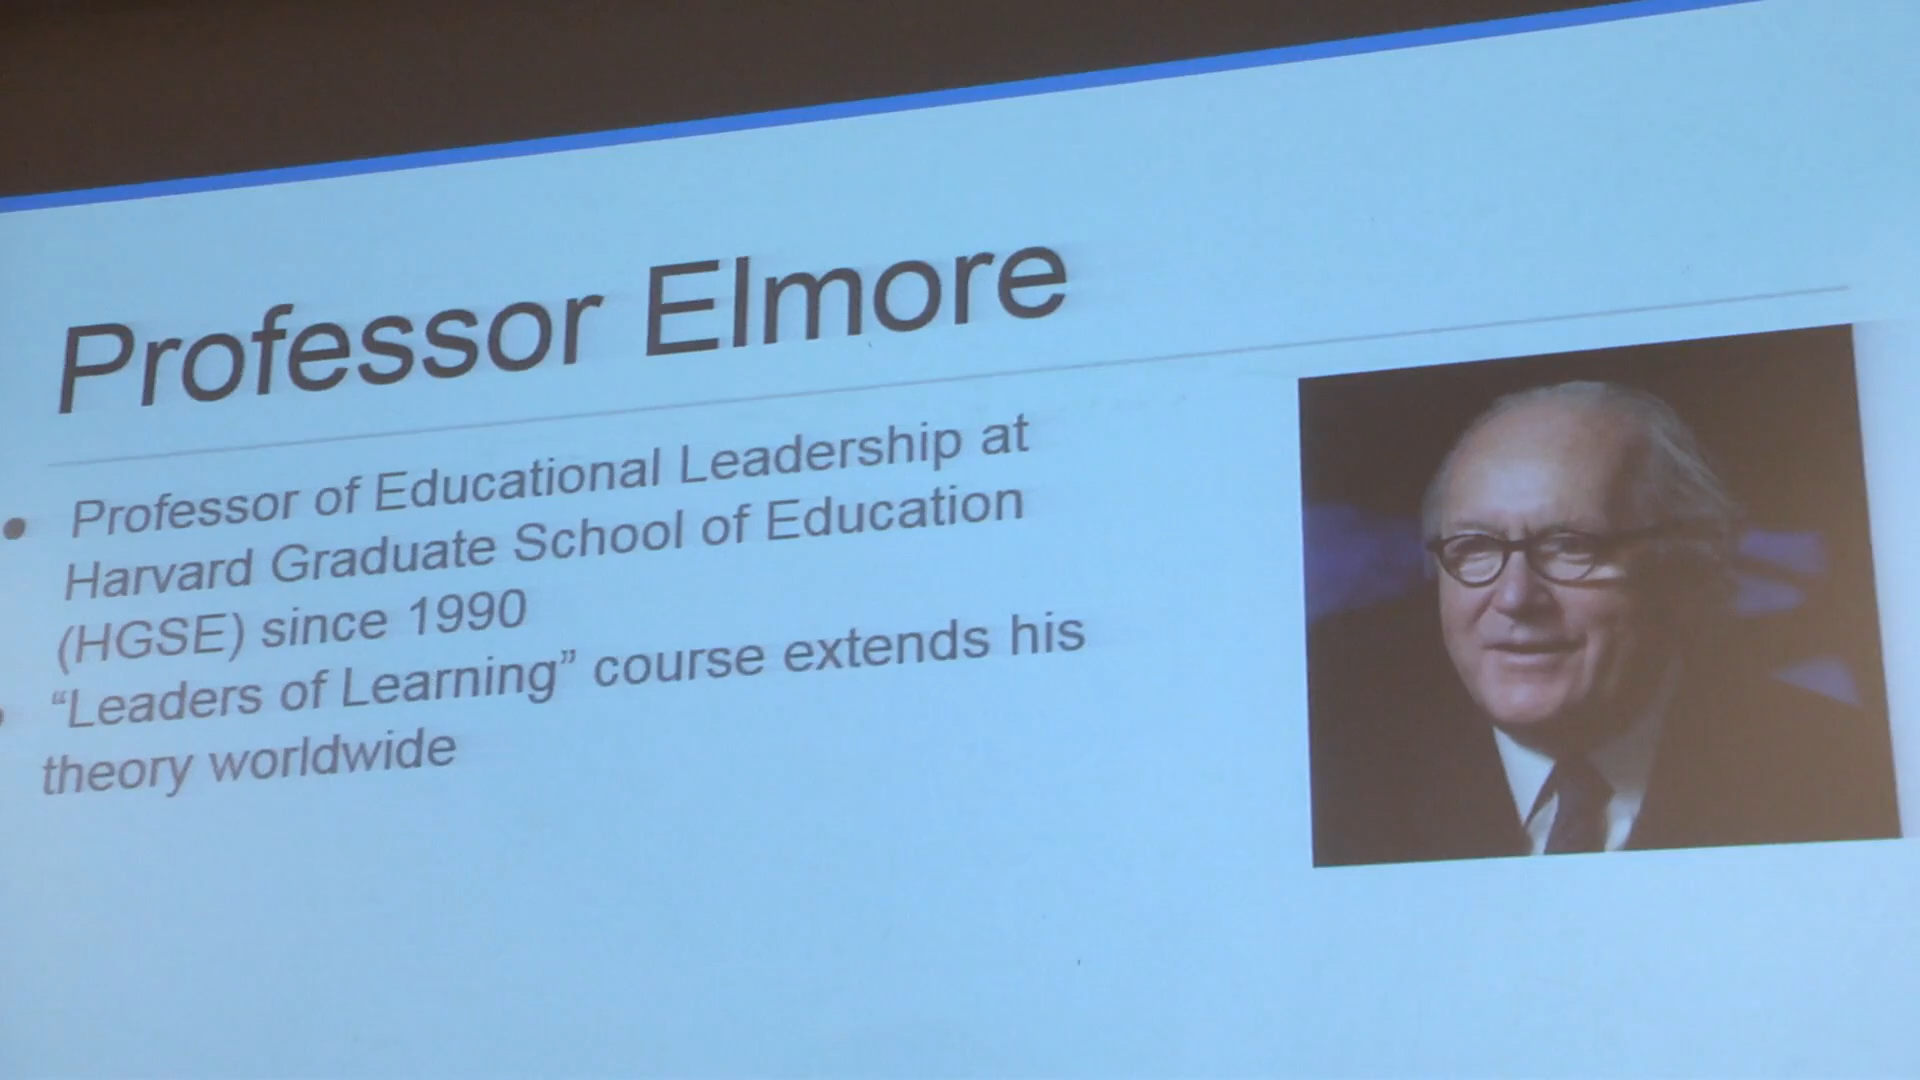 Professor Elmore
• Professor of Educational Leadership at
Harvard Graduate School of Education
(HGSE) since 1990
• “Leaders of Learning” course extends his
theory worldwide